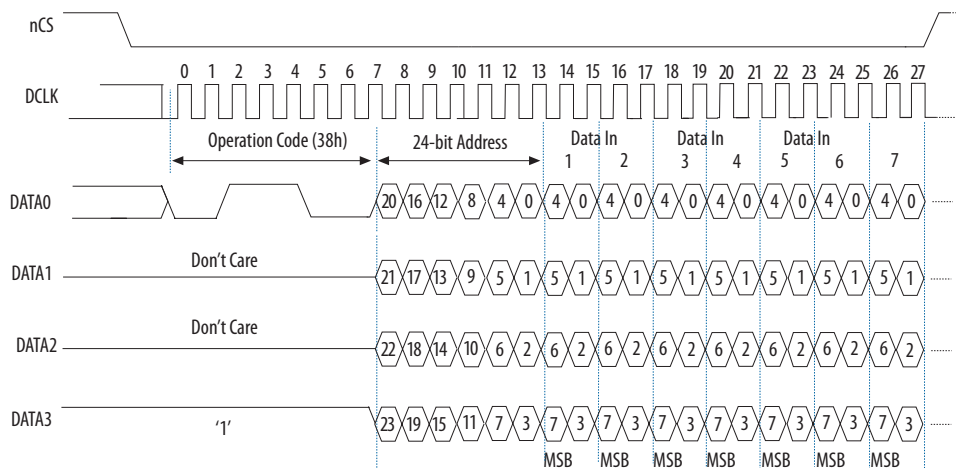 nCS
0 1 2 3 4 5 6 7 8 9 10 11 12 13 14 15 16 17 18 19 20 21 22 23 24 25 26 27
DCLK
Operation Code (38h) 24-bit Address Data In Data In Data In
1 2 3 4 5 6 7
DATA0 20 16 12 8 4 0 4 0 4 0 4 0 4 0 4 0 4 0 4 0
Don't Care
DATA1 21 17 13 9 5 1 5 1 5 1 5 1 5 1 5 1 5 1 5 1
Don't Care
DATA2 22 18 14 10 6 2 6 2 6 2 6 2 6 2 6 2 6 2 6 2
DATA3 '1' 23 19 15 11 7 3 7 3 7 3 7 3 7 3 7 3 7 3 7 3
MSB MSB MSB MSB MSB MSB MSB